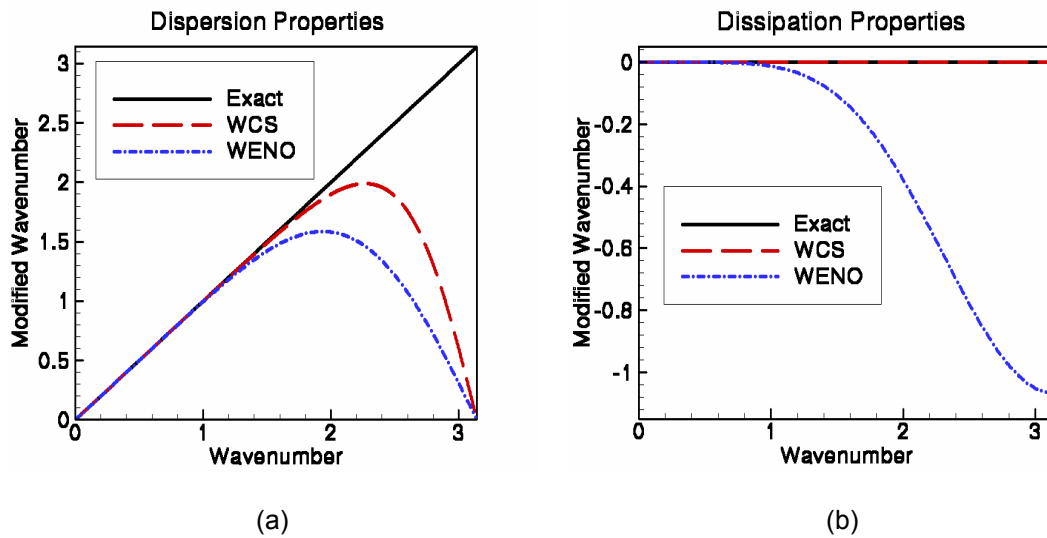 Dispersion Properties
Modified Wavenumber
3
2.5
2
1.5
1
0.5
0
Exact
WCS
WENO
0 1 2 3
Wavenumber
(a)
Dissipation Properties
Modified Wavenumber
0
-0.2
-0.4
-0.6
-0.8
-1
Exact
WCS
WENO
0 1 2 3
Wavenumber
(b)